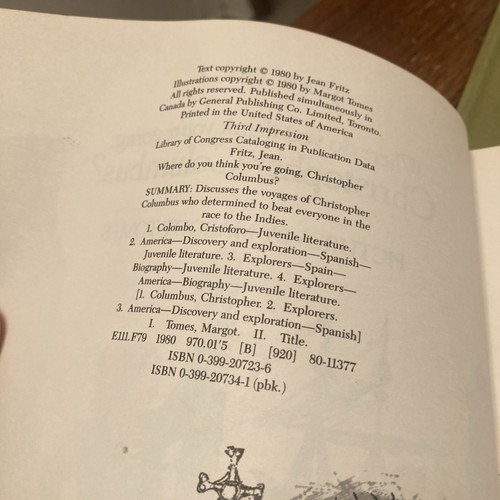 Text copyright © 1980 by Jean Fritz
Illustrations copyright © 1980 by Margot Tomes
All rights reserved. Published simultaneously in
Canada by General Publishing Co. Limited, Toronto.
Printed in the United States of America
Third Impression
Library of Congress Cataloging in Publication Data
Fritz, Jean.
Where do you think you're going, Christopher
Columbus?
SUMMARY: Discusses the voyages of Christopher
Columbus who determined to beat everyone in the
race to the Indies.
1. Colombo, Cristoforo—Juvenile literature.
2. America—Discovery and exploration—Spanish—
Juvenile literature. 3. Explorers—Spain—
Biography—Juvenile literature. 4. Explorers—
America—Biography—Juvenile literature.
[1. Columbus, Christopher. 2. Explorers.
3. America—Discovery and exploration—Spanish]
I. Tomes, Margot. II. Title.
E111.F79 1980 970.01'5 [B] [920] 80-11377
ISBN 0-399-20723-6
ISBN 0-399-20734-1 (pbk.)